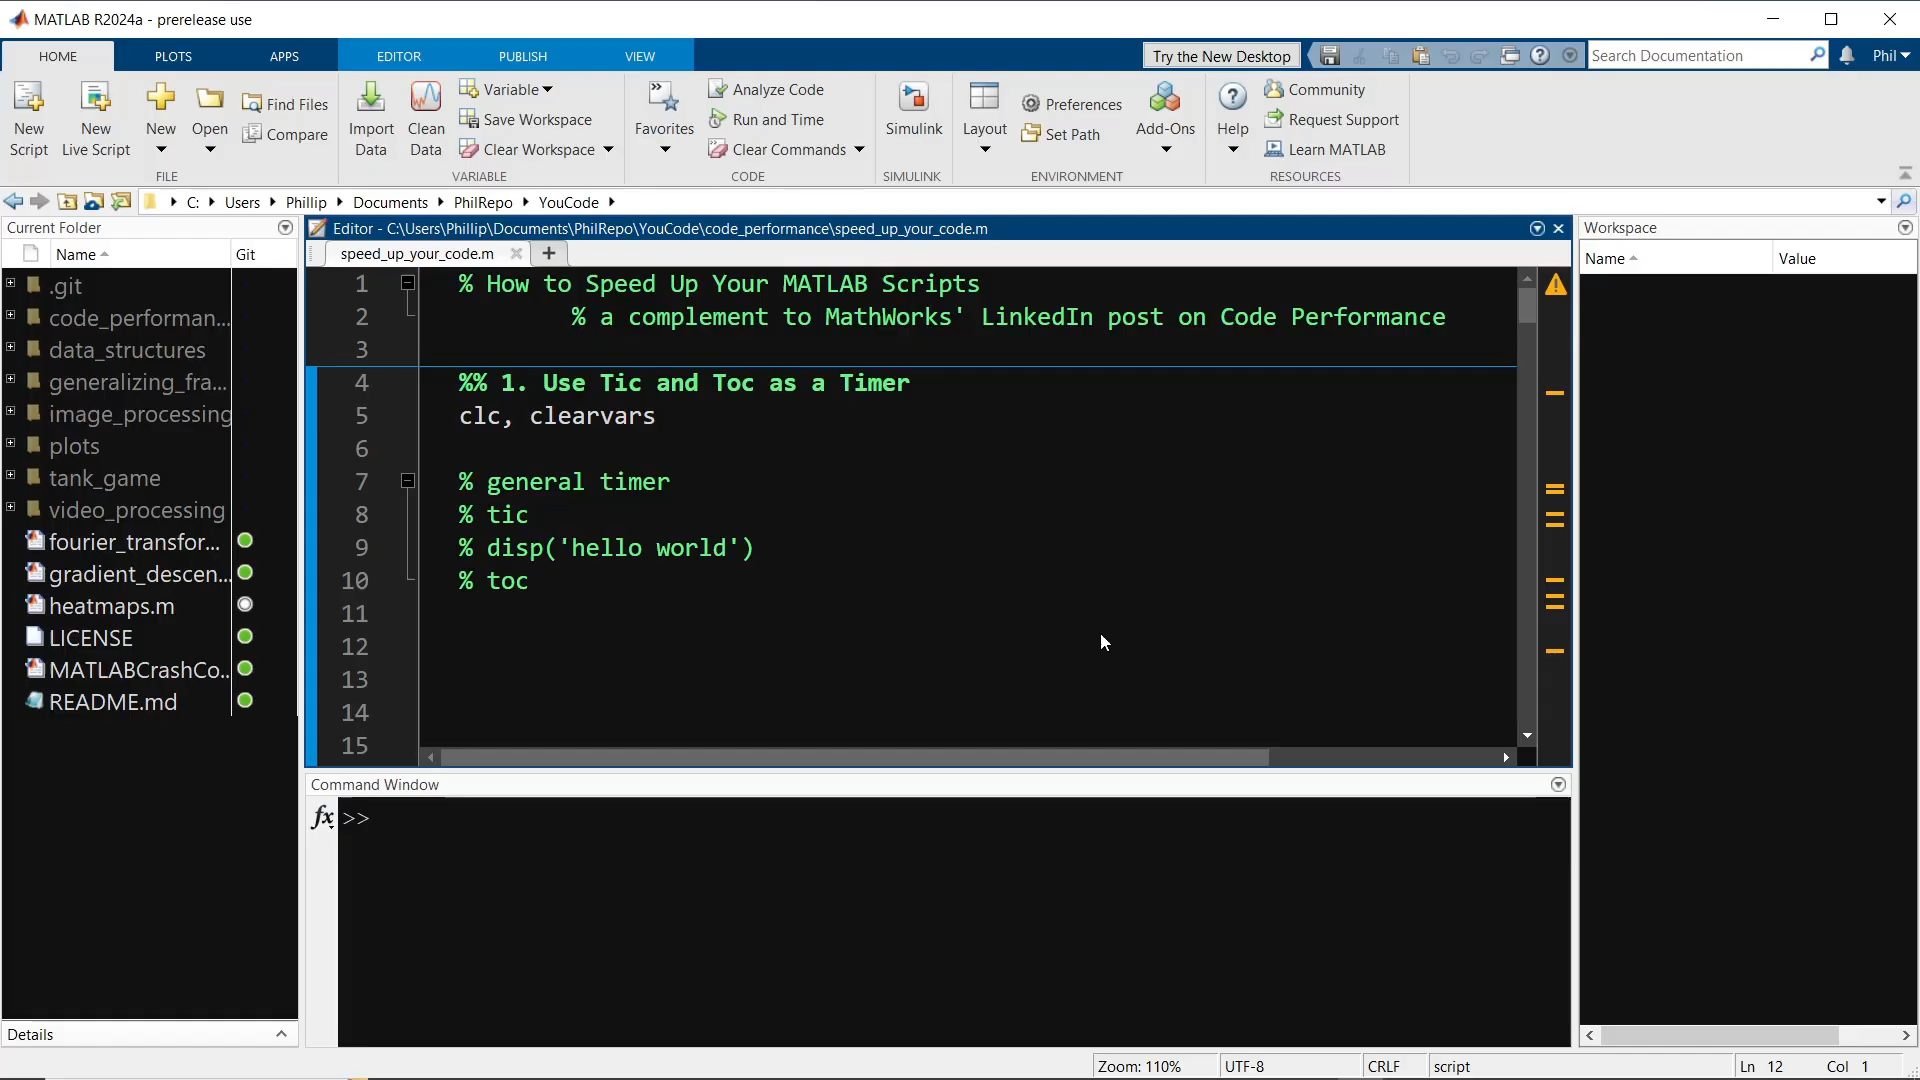 MATLAB R2024a - prerelease use
HOME PLOTS APPS EDITOR PUBLISH VIEW Try the New Desktop Search Documentation Phil
New Script
New Live Script
New
Open
Find Files
Compare
FILE
Import Data
Clean Data
Variable
Save Workspace
Clear Workspace
VARIABLE
Favorites
Analyze Code
Run and Time
Clear Commands
CODE
Simulink
SIMULINK
Layout
Preferences
Set Path
Add-Ons
ENVIRONMENT
Help
Community
Request Support
Learn MATLAB
RESOURCES
C: Users Phillip Documents PhilRepo YouCode
Current Folder
Name Git
.git
code_performan...
data_structures
generalizing_fra...
image_processing
plots
tank_game
video_processing
fourier_transfor...
gradient_descen...
heatmaps.m
LICENSE
MATLABCrashCo..
README.md
Details
Editor - C:\Users\Phillip\Documents\PhilRepo\YouCode\code_performance\speed_up_your_code.m
speed_up_your_code.m
1 % How to Speed Up Your MATLAB Scripts
2 % a complement to MathWorks' LinkedIn post on Code Performance
3
4 %% 1. Use Tic and Toc as a Timer
5 clc, clearvars
6
7 % general timer
8 % tic
9 % disp('hello world')
10 % toc
11
12
13
14
15
Command Window
fx >>
Workspace
Name Value
Zoom: 110% UTF-8 CRLF script Ln 12 Col 1